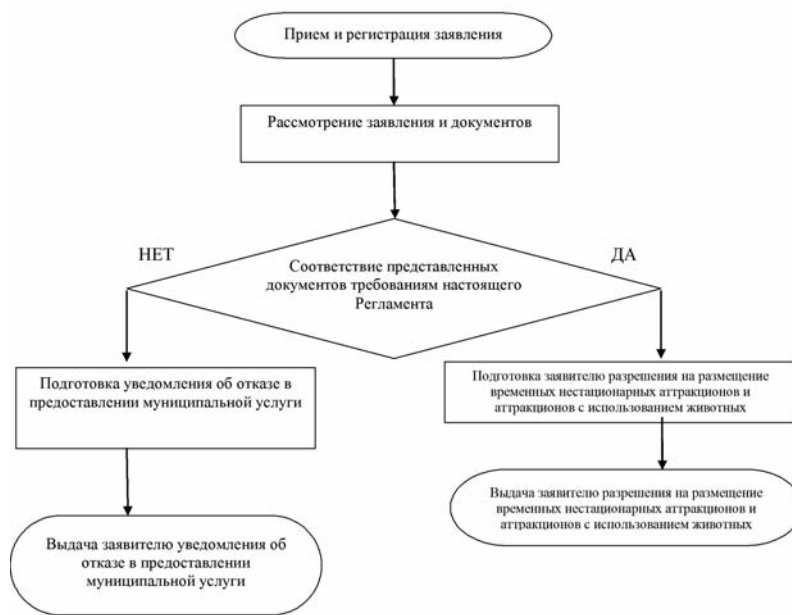 Прием и регистрация заявления
Рассмотрение заявления и документов
НЕТ
ДА
Соответствие представленных
документов требованиям настоящего
Регламента
Подготовка уведомления об отказе в
предоставлении муниципальной услуги
Подготовка заявителю разрешения на размещение
временных нестационарных аттракционов и
аттракционов с использованием животных
Выдача заявителю уведомления об
отказе в предоставлении
муниципальной услуги
Выдача заявителю разрешения на размещение
временных нестационарных аттракционов и
аттракционов с использованием животных